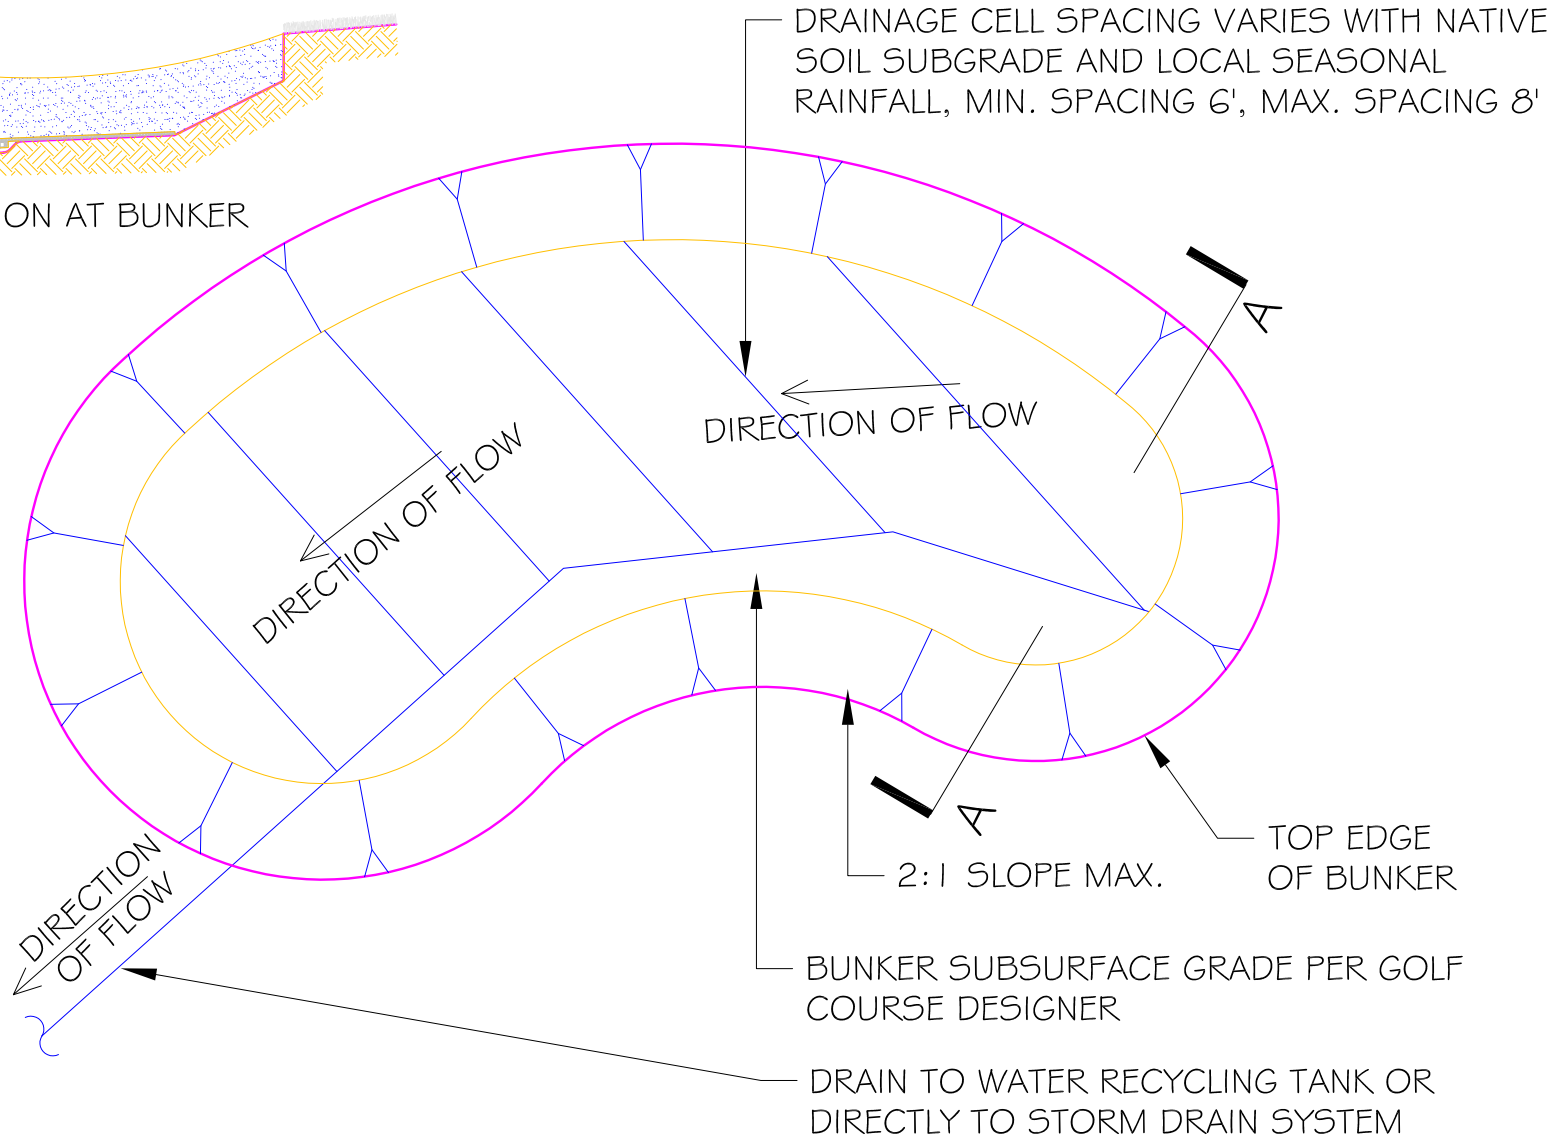 DRAINAGE CELL SPACING VARIES WITH NATIVE
SOIL SUBGRADE AND LOCAL SEASONAL
RAINFALL, MIN. SPACING 6', MAX. SPACING 8'
ON AT BUNKER
A
DIRECTION OF FLOW
DIRECTION OF FLOW
A
TOP EDGE
OF BUNKER
2:1 SLOPE MAX.
DIRECTION
OF FLOW
BUNKER SUBSURFACE GRADE PER GOLF
COURSE DESIGNER
DRAIN TO WATER RECYCLING TANK OR
DIRECTLY TO STORM DRAIN SYSTEM